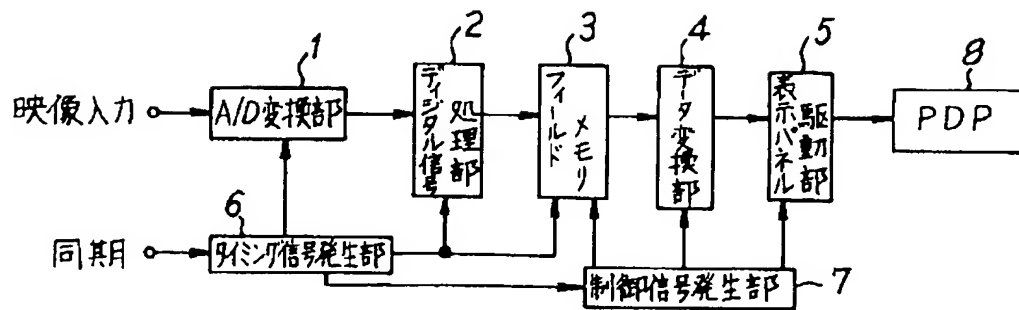 1
2
3
4
5
8
映像入力
A/D変換部
ディジタル信号
処理部
フィールド
メモリ
データ変換部
表示パネル
駆動部
PDP
6
同期
タイミング信号発生部
制御信号発生部
7